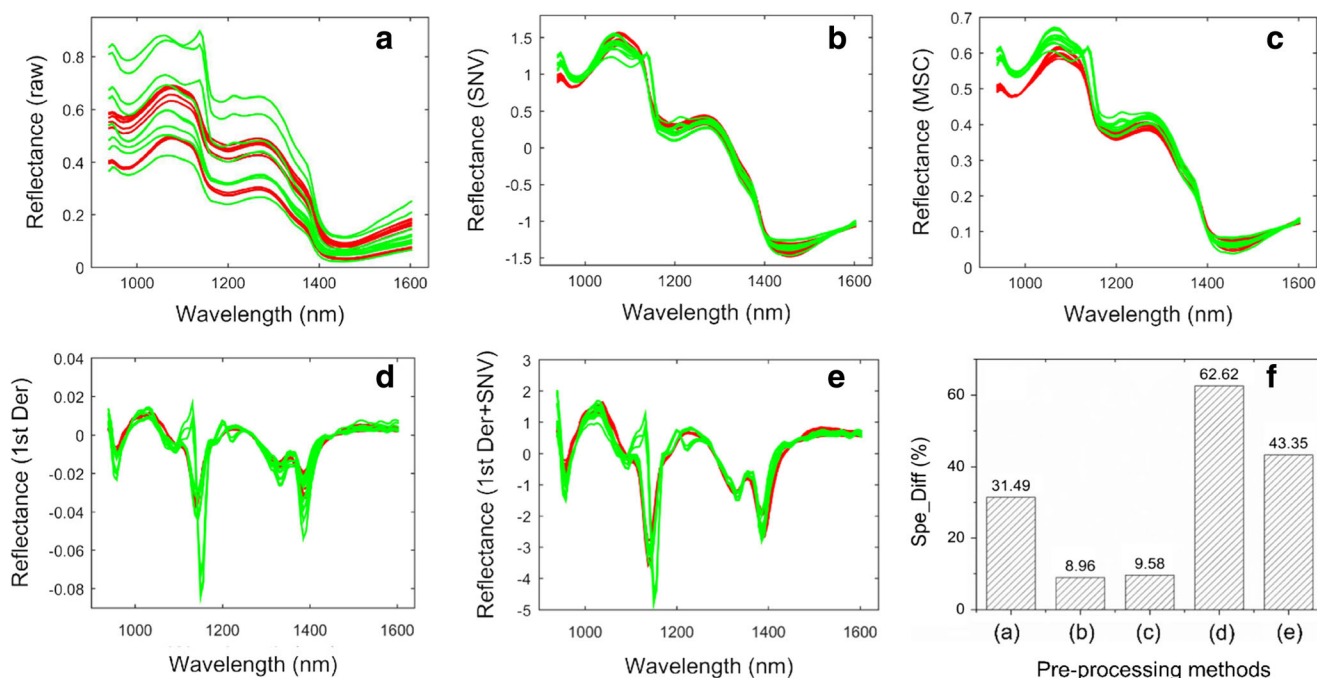 a
Reflectance (raw)
0.8
0.6
0.4
0.2
0
1000 1200 1400 1600
Wavelength (nm)
b
Reflectance (SNV)
1.5
1
0.5
0
-0.5
-1
-1.5
1000 1200 1400 1600
Wavelength (nm)
c
Reflectance (MSC)
0.7
0.6
0.5
0.4
0.3
0.2
0.1
0
1000 1200 1400 1600
Wavelength (nm)
d
Reflectance (1st Der)
0.04
0.02
0
-0.02
-0.04
-0.06
-0.08
1000 1200 1400 1600
e
Reflectance (1st Der+SNV)
3
2
1
0
-1
-2
-3
-4
-5
1000 1200 1400 1600
Wavelength (nm)
f
Spe_Diff (%)
60
40
20
0
31.49
8.96
9.58
62.62
43.35
(a) (b) (c) (d) (e)
Pre-processing methods